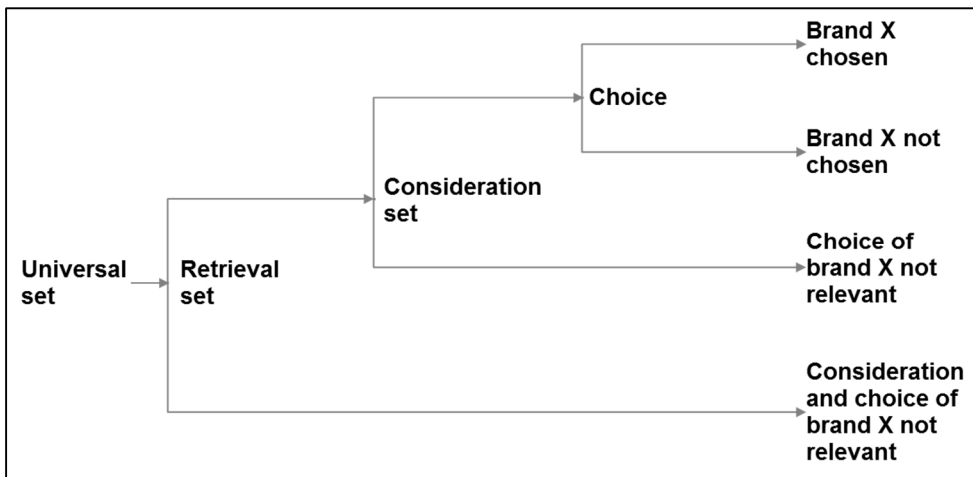 Brand X
chosen
Choice
Brand X not
chosen
Consideration
set
Choice of
brand X not
relevant
Universal
set
Retrieval
set
Consideration
and choice of
brand X not
relevant